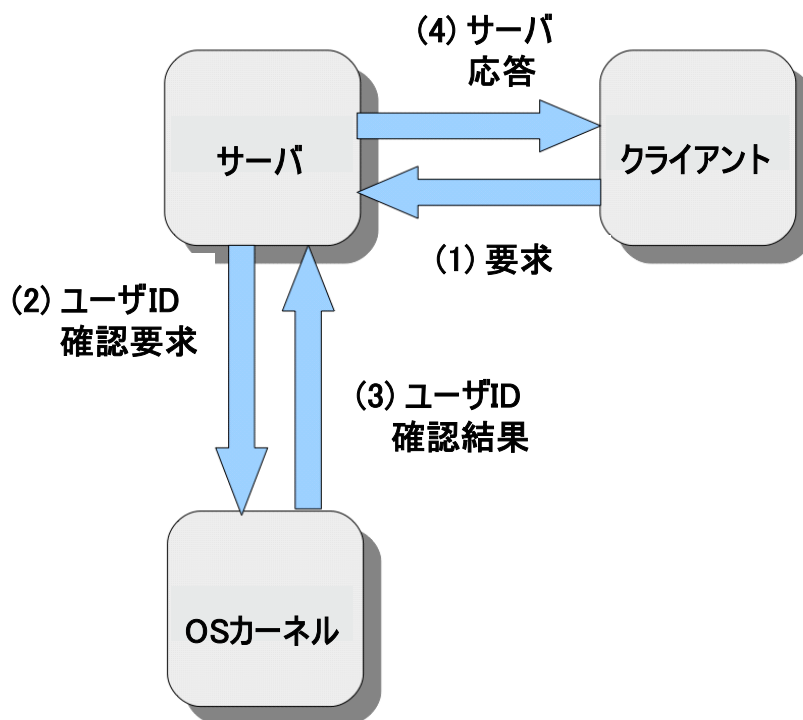 (4) サーバ
応答
サーバ
クライアント
(1) 要求
(2) ユーザID
確認要求
(3) ユーザID
確認結果
OSカーネル